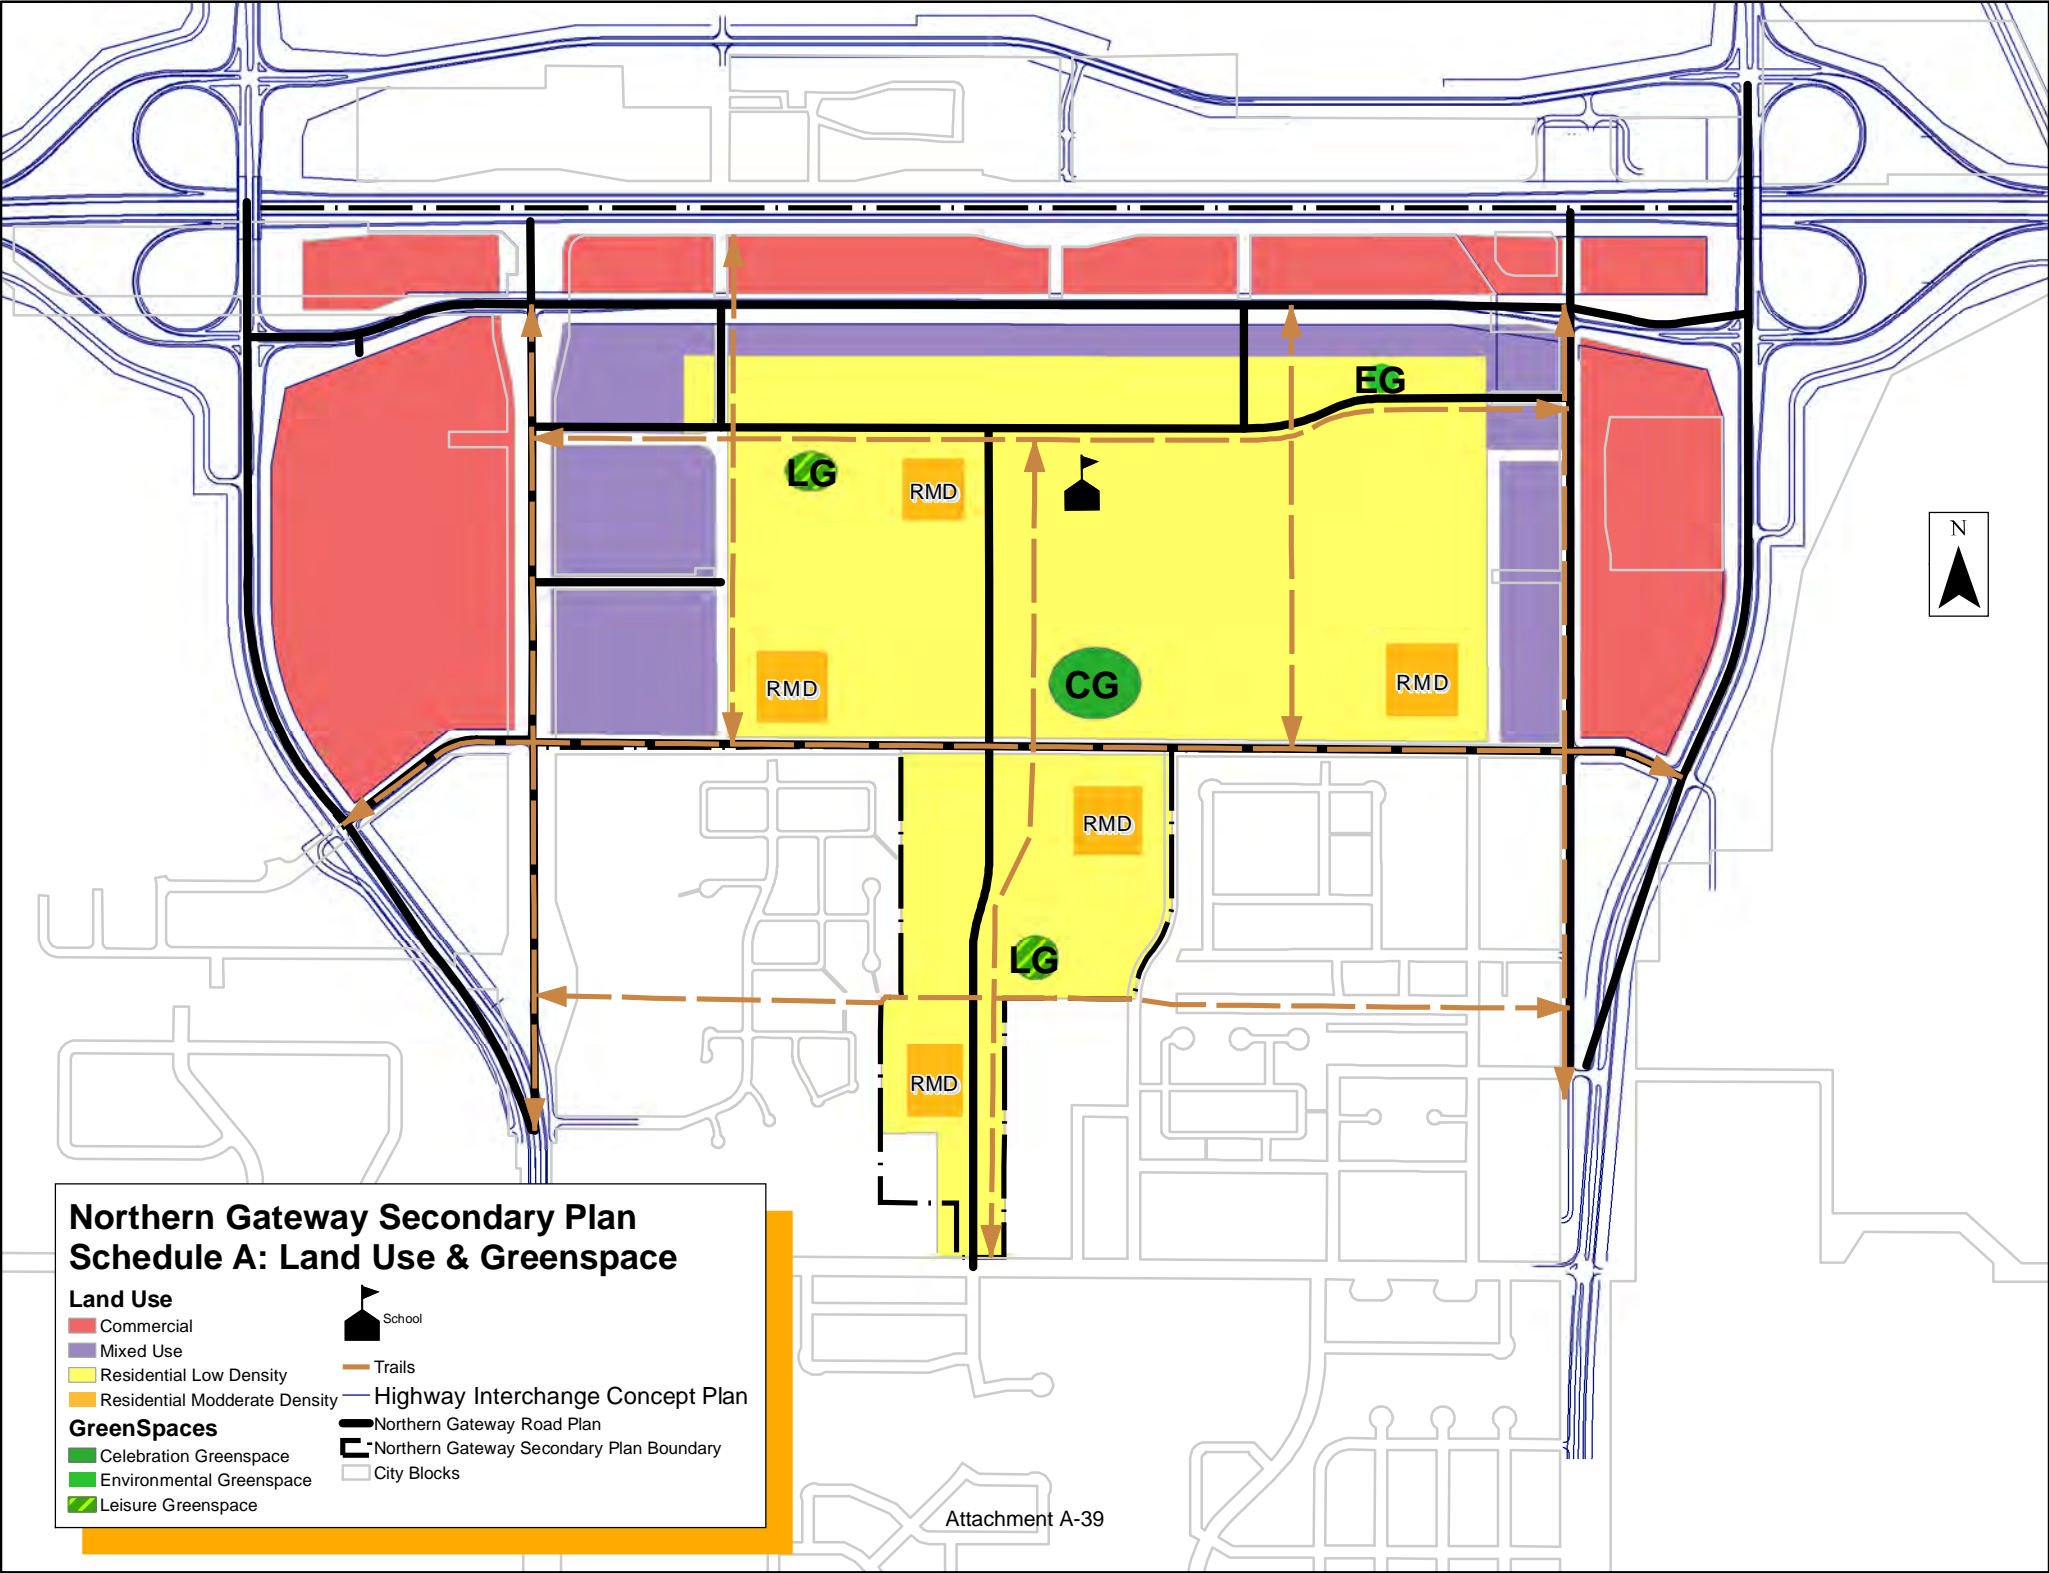 EG
LG
RMD
N
RMD
CG
RMD
RMD
LG
RMD
Northern Gateway Secondary Plan
Schedule A: Land Use & Greenspace
Land Use
Commercial
Mixed Use
Residential Low Density
Residential Modderate Density
GreenSpaces
Celebration Greenspace
Environmental Greenspace
Leisure Greenspace
School
Trails
Highway Interchange Concept Plan
Northern Gateway Road Plan
Northern Gateway Secondary Plan Boundary
City Blocks
Attachment A-39